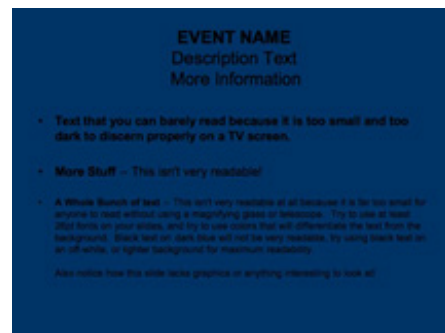 EVENT NAME
Description Text
More Information
• Text that you can barely read because it is too small and too
dark to discern properly on a TV screen.
• More Stuff – This isn't very readable!
• A Whole Bunch of text – This isn't very readable at all because it is far too small for
anyone to read without using a magnifying glass or telescope. Try to use at least
26pt fonts on your slides, and try to use colors that will differentiate the text from the
background. Black text on dark blue will not be very readable, try using black text on
an off-white, or lighter background for maximum readability.
Also notice how this slide lacks graphics or anything interesting to look at!